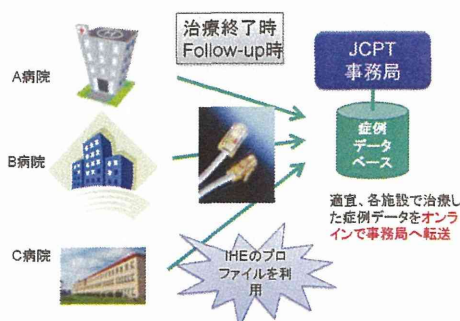 治療終了時
Follow-up時
JCPT
事務局
A病院
症例
データ
ベース
B病院
適宜、各施設で治療し
た症例データをオンラ
インで事務局へ転送
C病院
IHEのプロ
ファイルを利
用